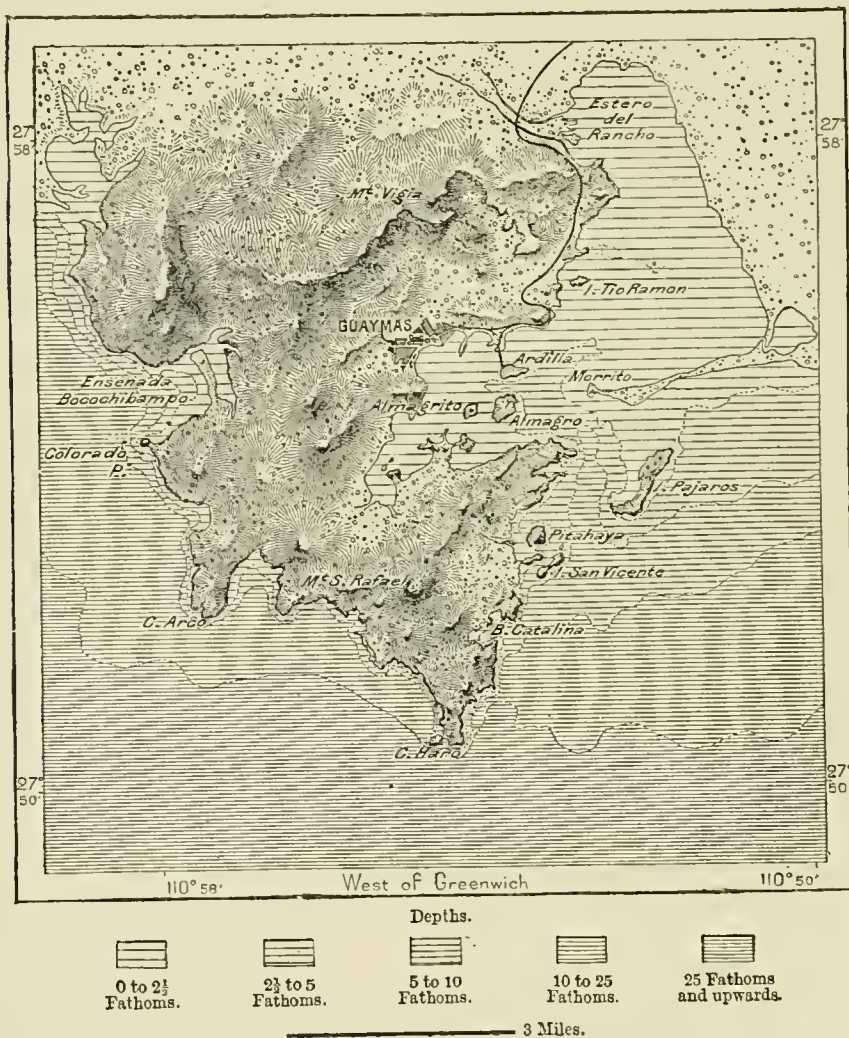 Estero
del
Rancho
27°
58'
27°
58'
Mt. Vigia
I. Tio Ramon
GUAYMAS
Ardilla
Morrito
Ensenada
Bocochibampo
Almagrito
Almagro
Colorado
Pt.
I. Pajaros
Pitahaya
I. San Vicente
Mt. S. Rafael
C. Arco
B. Catalina
C. Haro
27°
50'
27°
50'
110°58'
West of Greenwich
110°50'
Depths.
0 to 2½
Fathoms.
2½ to 5
Fathoms.
5 to 10
Fathoms.
10 to 25
Fathoms.
25 Fathoms
and upwards.
3 Miles.